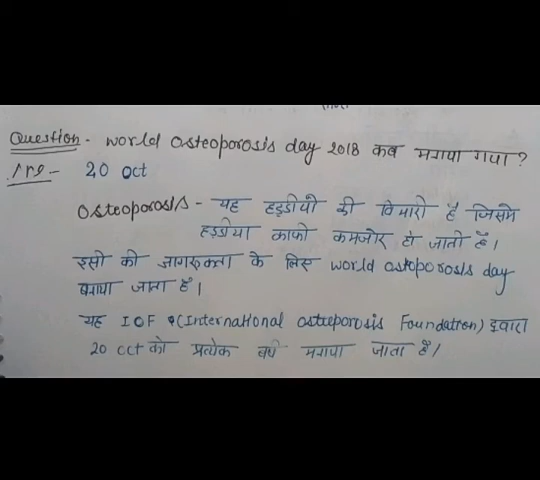 Question - World Osteoporosis day 2018 कब मनाया गया ?
Ans - 20 Oct
Osteoporosis - यह हड्डीयो की बिमारी है जिसमे
हड्डीया काफी कमजोर हो जाती हैं।
इसी की जागरुकता के लिए World osteoporosis day
बनाया जाता हैं।
यह IOF (International osteoporosis Foundation) द्वारा
20 Oct को प्रत्येक वर्ष मनाया जाता हैं।